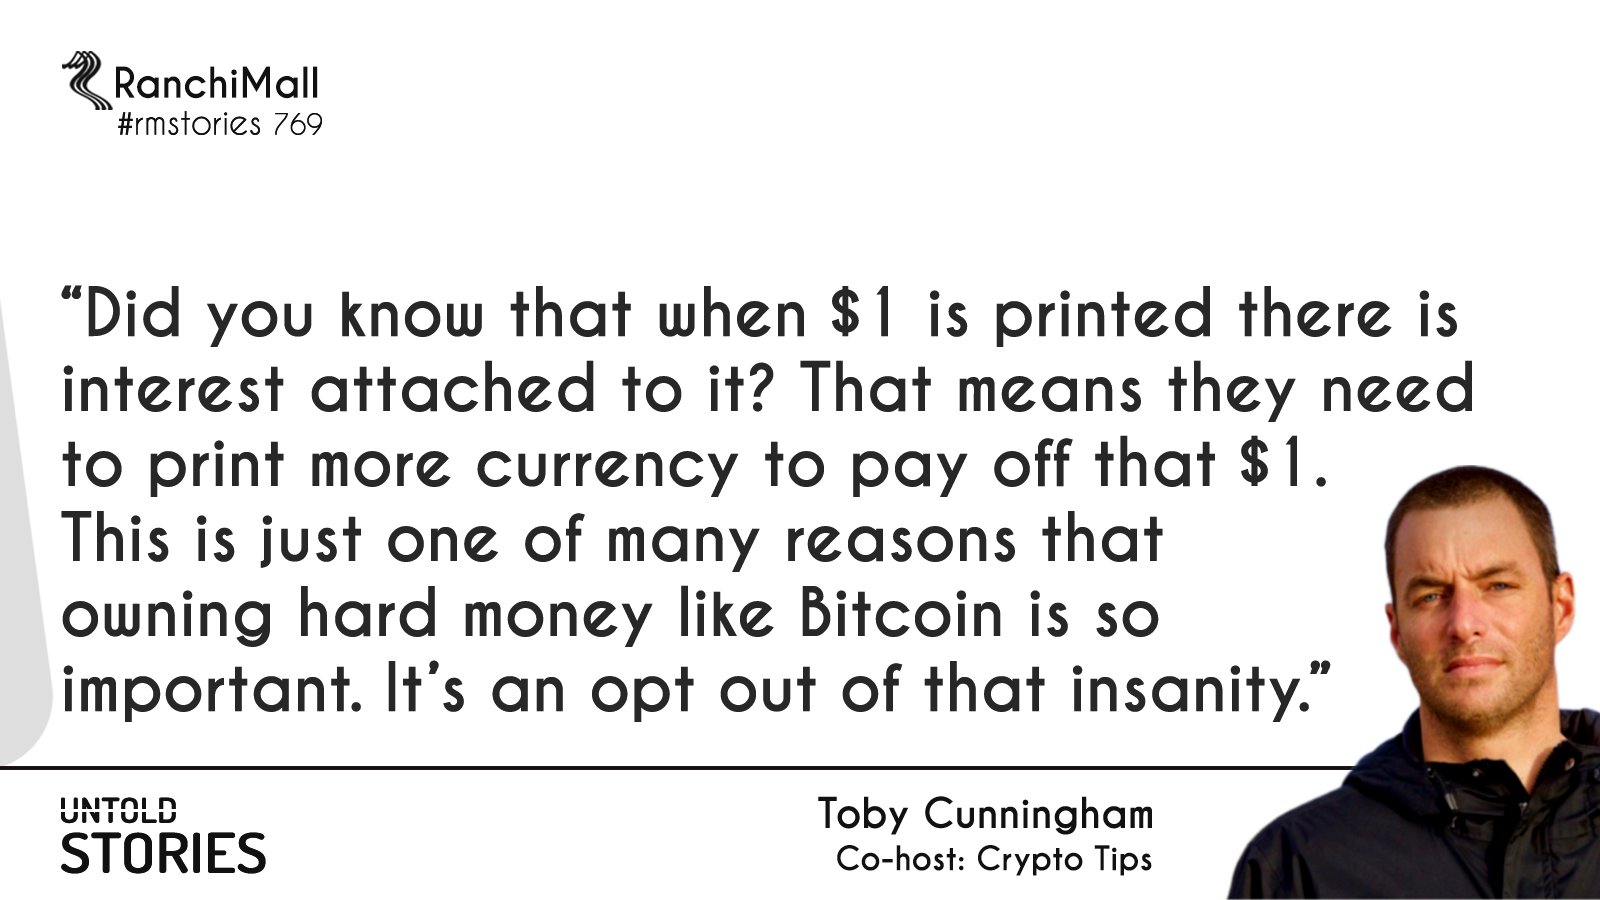 RanchiMall
#rmstories 769
“Did you know that when $1 is printed there is
interest attached to it? That means they need
to print more currency to pay off that $1.
This is just one of many reasons that
owning hard money like Bitcoin is so
important. It’s an opt out of that insanity.”
UNTOLD
STORIES
Toby Cunningham
Co-host: Crypto Tips